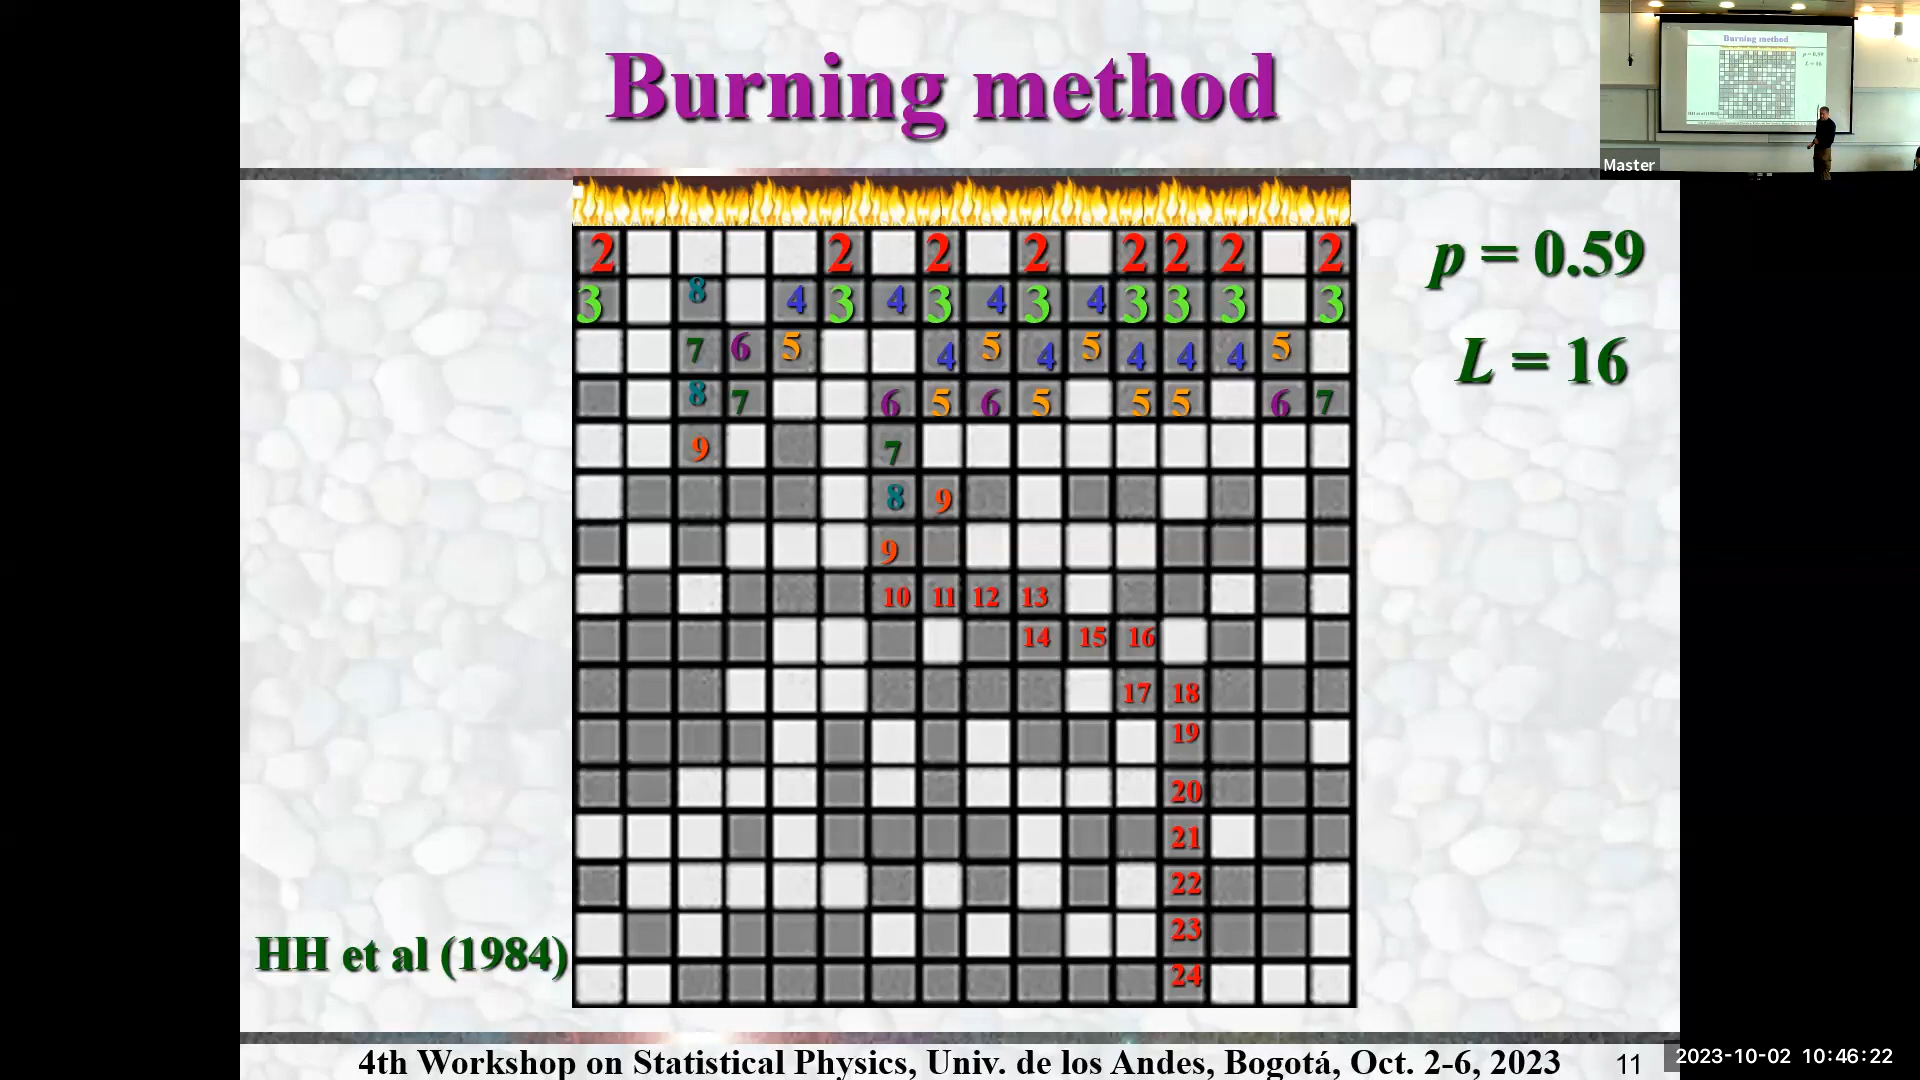 Burning method
Master
p = 0.59
L = 16
2 2 2 2 2 2 2 2
3 8 4 3 4 3 4 3 4 3 3 3 3
7 6 5 4 5 4 5 4 4 4 5
8 7 6 5 6 5 5 5 6 7
9 7
8 9
9
10 11 12 13
14 15 16
17 18
19
20
21
22
23
24
HH et al (1984)
4th Workshop on Statistical Physics, Univ. de los Andes, Bogotá, Oct. 2-6, 2023
11
2023-10-02 10:46:22